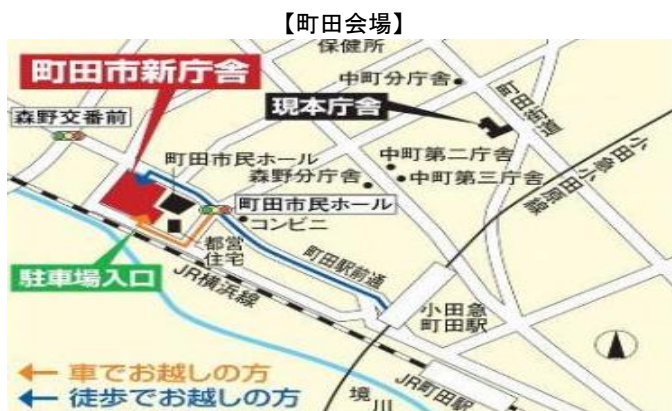 【町田会場】
保健所
町田市新庁舎
中町分庁舎
町田街道
現本庁舎
森野交番前
小田急小田原線
町田市民ホール
中町第二庁舎
森野分庁舎
中町第三庁舎
町田市民ホール
コンビニ
都営
住宅
町田駅前通
駐車場入口
JR横浜線
小田急
町田駅
車でお越しの方
JR町田駅
徒歩でお越しの方
境
川